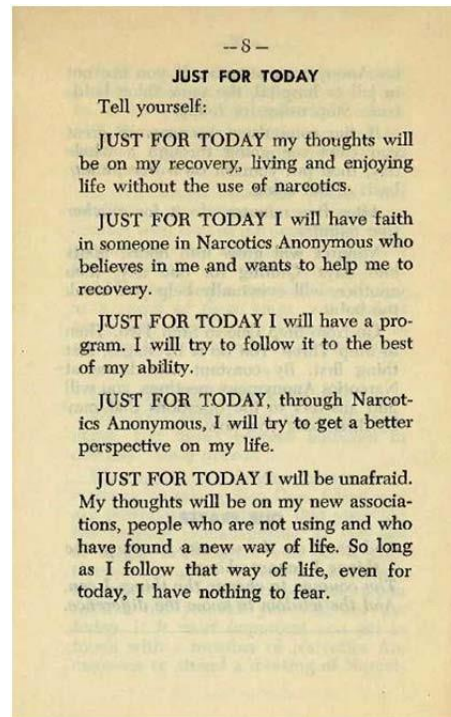 — 8 —
JUST FOR TODAY
Tell yourself:
JUST FOR TODAY my thoughts will
be on my recovery, living and enjoying
life without the use of narcotics.
JUST FOR TODAY I will have faith
in someone in Narcotics Anonymous who
believes in me and wants to help me to
recovery.
JUST FOR TODAY I will have a pro-
gram. I will try to follow it to the best
of my ability.
JUST FOR TODAY, through Narcot-
ics Anonymous, I will try to get a better
perspective on my life.
JUST FOR TODAY I will be unafraid.
My thoughts will be on my new associa-
tions, people who are not using and who
have found a new way of life. So long
as I follow that way of life, even for
today, I have nothing to fear.